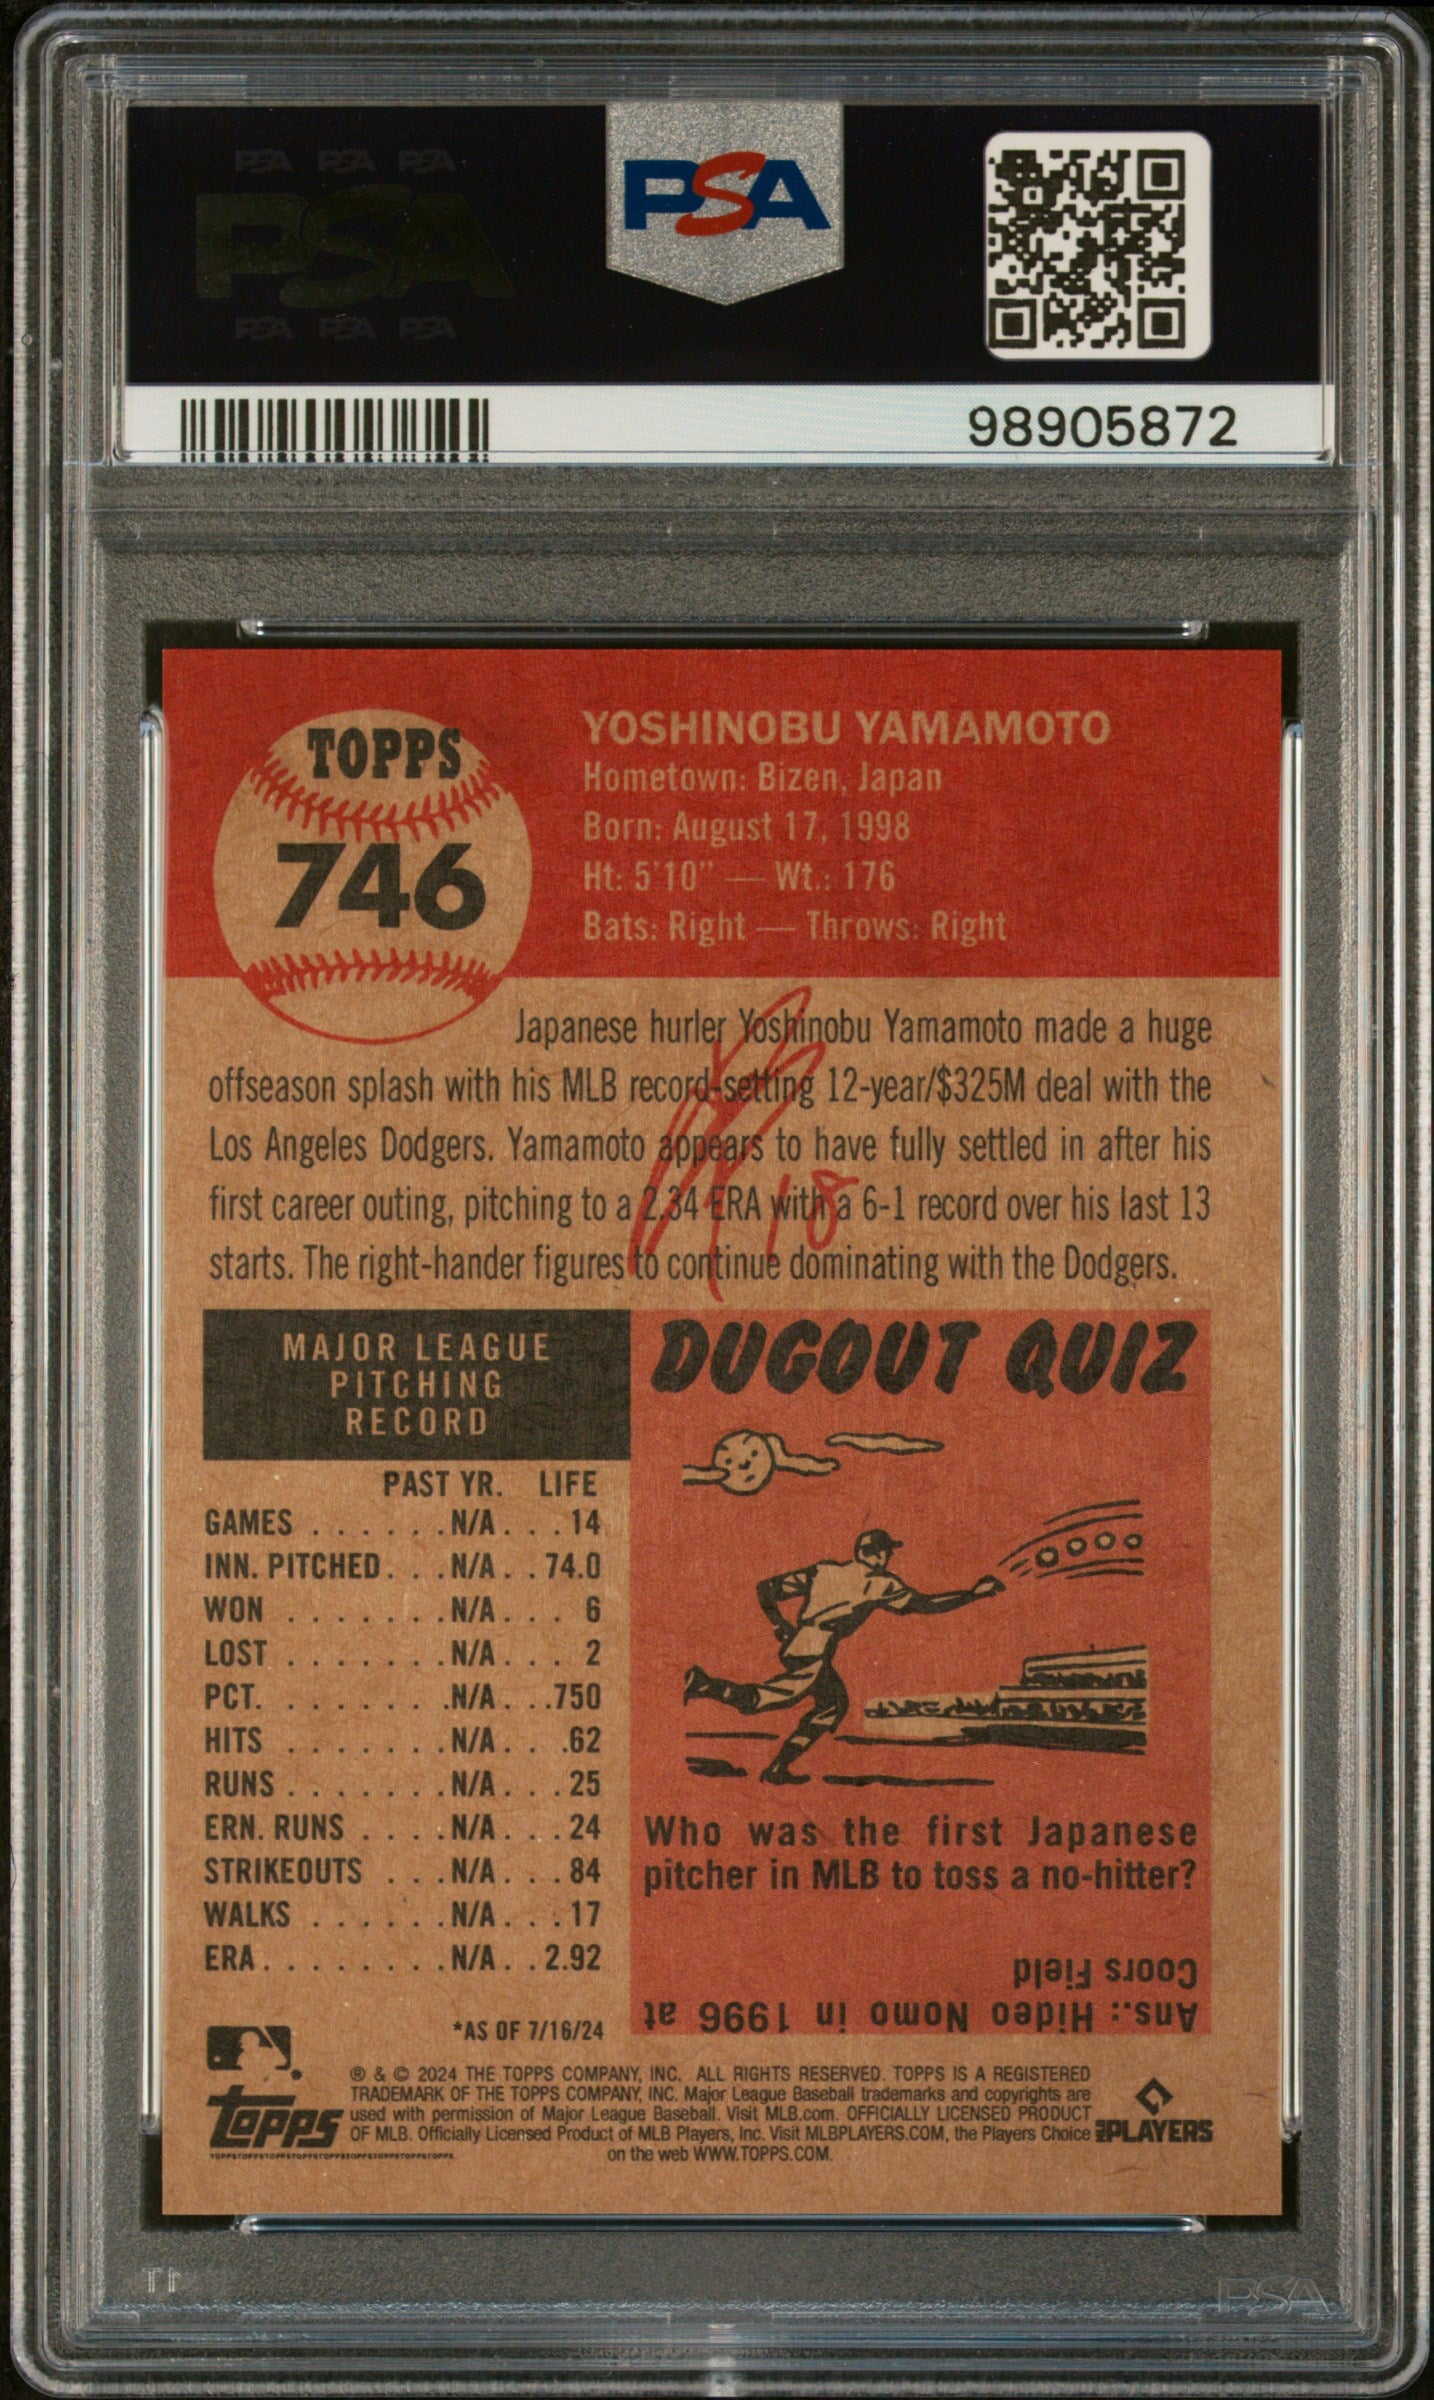 PSA PSA PSA
PSA
PSA PSA PSA
PSA
98905872
TOPPS
746
YOSHINOBU YAMAMOTO
Hometown: Bizen, Japan
Born: August 17, 1998
Ht: 5'10" — Wt.: 176
Bats: Right — Throws: Right
Japanese hurler Yoshinobu Yamamoto made a huge
offseason splash with his MLB record-setting 12-year/$325M deal with the
Los Angeles Dodgers. Yamamoto appears to have fully settled in after his
first career outing, pitching to a 2.34 ERA with a 6-1 record over his last 13
starts. The right-hander figures to continue dominating with the Dodgers.
18
MAJOR LEAGUE
PITCHING
RECORD
PAST YR. LIFE
GAMES . . . . . . N/A . . . 14
INN. PITCHED . . . N/A . . 74.0
WON . . . . . . . N/A . . . 6
LOST . . . . . . . N/A . . . 2
PCT. . . . . . . . N/A . . .750
HITS . . . . . . . N/A . . . 62
RUNS . . . . . . . N/A . . . 25
ERN. RUNS . . . . N/A . . . 24
STRIKEOUTS . . . N/A . . . 84
WALKS . . . . . . N/A . . . 17
ERA . . . . . . . . N/A . . 2.92
*AS OF 7/16/24
DUGOUT QUIZ
Who was the first Japanese
pitcher in MLB to toss a no-hitter?
Ans.: Hideo Nomo in 1996 at
Coors Field
® & © 2024 THE TOPPS COMPANY, INC. ALL RIGHTS RESERVED. TOPPS IS A REGISTERED
TRADEMARK OF THE TOPPS COMPANY, INC. Major League Baseball trademarks and copyrights are
used with permission of Major League Baseball. Visit MLB.com. OFFICIALLY LICENSED PRODUCT
OF MLB. Officially Licensed Product of MLB Players, Inc. Visit MLBPLAYERS.COM, the Players Choice
on the web WWW.TOPPS.COM.
TOPPS
PLAYERS
PSA